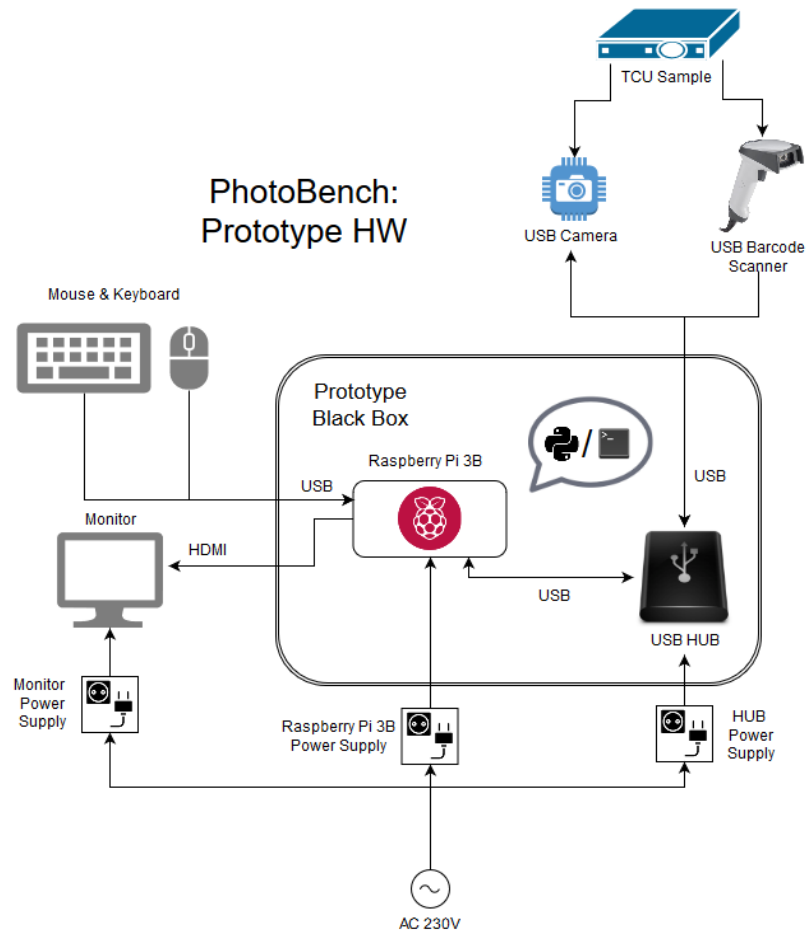 TCU Sample
PhotoBench:
Prototype HW
USB Camera
USB Barcode
Scanner
Mouse & Keyboard
Prototype
Black Box
/ >_
Raspberry Pi 3B
USB
USB
Monitor
HDMI
USB
USB HUB
Monitor
Power
Supply
Raspberry Pi 3B
Power Supply
HUB
Power
Supply
AC 230V